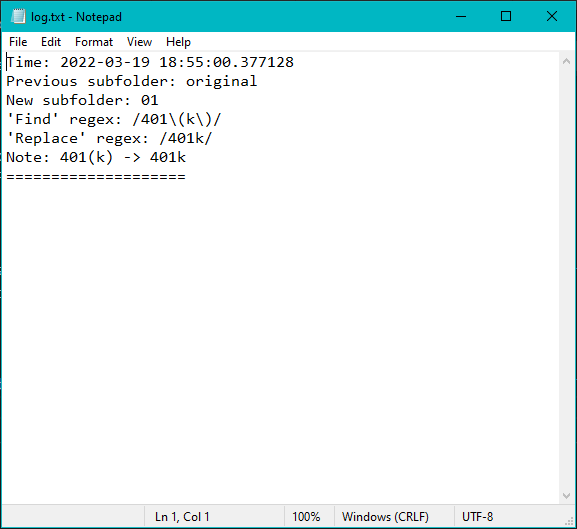 log.txt - Notepad
File Edit Format View Help
Time: 2022-03-19 18:55:00.377128
Previous subfolder: original
New subfolder: 01
'Find' regex: /401\(k\)/
'Replace' regex: /401k/
Note: 401(k) -> 401k
====================
Ln 1, Col 1 100% Windows (CRLF) UTF-8